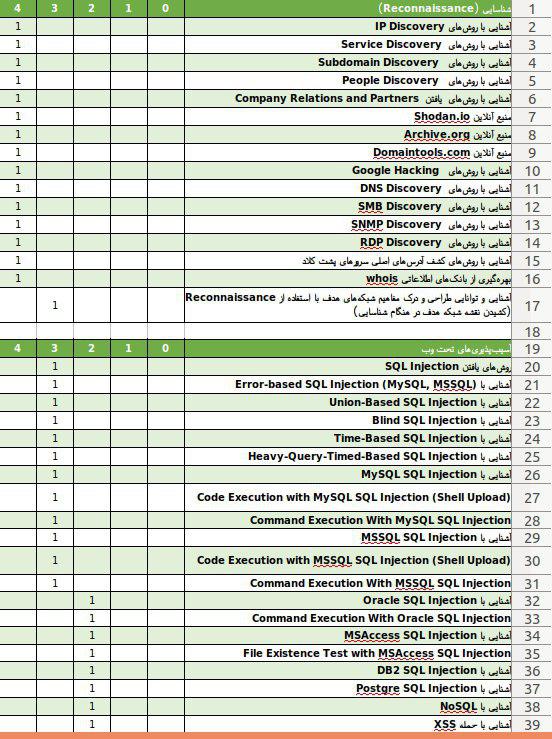 1 شناسایی (Reconnaissance) 0 1 2 3 4
2 آشنایی با روش‌های IP Discovery 1
3 آشنایی با روش‌های Service Discovery 1
4 آشنایی با روش‌های Subdomain Discovery 1
5 آشنایی با روش‌های People Discovery 1
6 آشنایی با روش‌های یافتن Company Relations and Partners 1
7 منبع آنلاین Shodan.io 1
8 منبع آنلاین Archive.org 1
9 منبع آنلاین Domaintools.com 1
10 آشنایی با روش‌های Google Hacking 1
11 آشنایی با روش‌های DNS Discovery 1
12 آشنایی با روش‌های SMB Discovery 1
13 آشنایی با روش‌های SNMP Discovery 1
14 آشنایی با روش‌های RDP Discovery 1
15 آشنایی با روش‌های کشف آدرس‌های اصلی سرورهای پشت کلاد 1
16 بهره‌گیری از بانک‌های اطلاعاتی whois 1
17 آشنایی و توانایی طراحی و درک مفاهیم شبکه‌های هدف با استفاده از Reconnaissance
(کشیدن نقشه شبکه هدف در هنگام شناسایی) 1
18
19 آسیب‌پذیری‌های تحت وب 0 1 2 3 4
20 روش‌های یافتن SQL Injection 1
21 آشنایی با Error-based SQL Injection (MySQL, MSSQL) 1
22 آشنایی با Union-Based SQL Injection 1
23 آشنایی با Blind SQL Injection 1
24 آشنایی با Time-Based SQL Injection 1
25 آشنایی با Heavy-Query-Timed-Based SQL Injection 1
26 آشنایی با MySQL SQL Injection 1
27 Code Execution with MySQL SQL Injection (Shell Upload) 1
28 Command Execution With MySQL SQL Injection 1
29 آشنایی با MSSQL SQL Injection 1
30 Code Execution with MSSQL SQL Injection (Shell Upload) 1
31 Command Execution With MSSQL SQL Injection 1
32 آشنایی با Oracle SQL Injection 1
33 Command Execution With Oracle SQL Injection 1
34 آشنایی با MSAccess SQL Injection 1
35 File Existence Test with MSAccess SQL Injection 1
36 آشنایی با DB2 SQL Injection 1
37 آشنایی با Postgre SQL Injection 1
38 آشنایی با NoSQL 1
39 آشنایی با حمله XSS 1